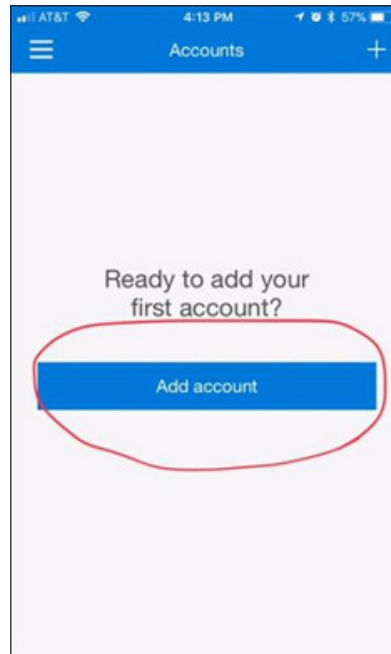 AT&T 4:13 PM 57%
Accounts
Ready to add your
first account?
Add account